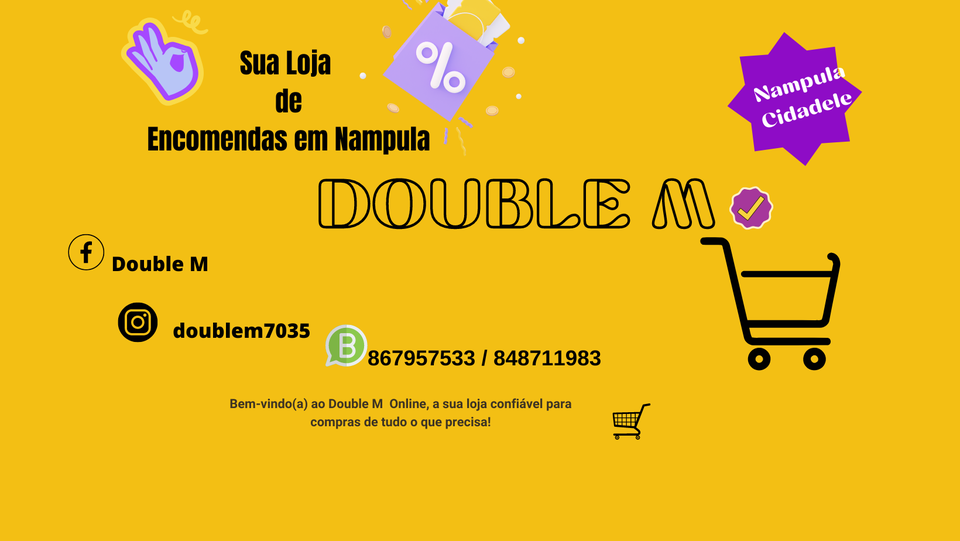 Sua Loja
de
Encomendas em Nampula
%
Nampula
Cidadele
DOUBLE M
Double M
doublem7035
867957533 / 848711983
Bem-vindo(a) ao Double M Online, a sua loja confiável para
compras de tudo o que precisa!